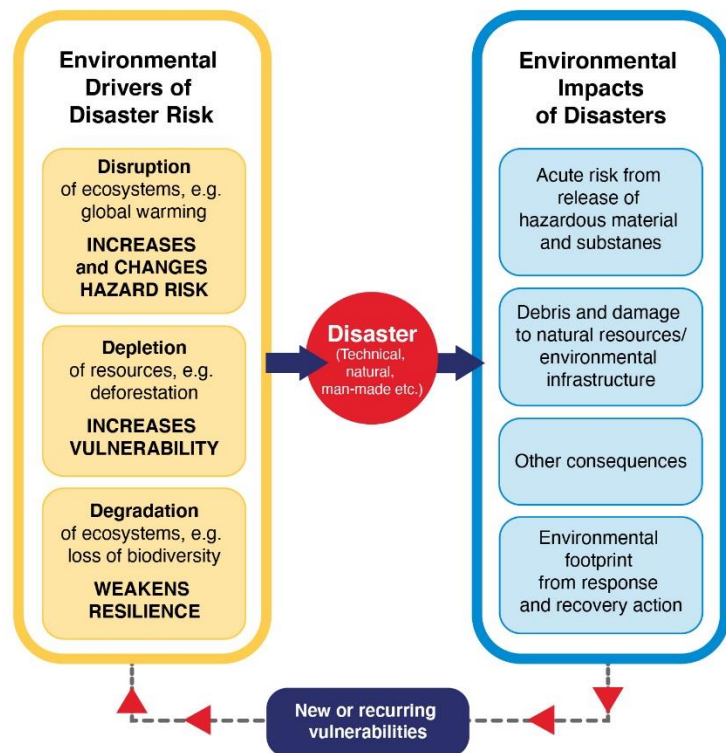 Environmental
Drivers of
Disaster Risk
Disruption
of ecosystems, e.g.
global warming
INCREASES
and CHANGES
HAZARD RISK
Depletion
of resources, e.g.
deforestation
INCREASES
VULNERABILITY
Degradation
of ecosystems, e.g.
loss of biodiversity
WEAKENS
RESILIENCE
Disaster
(Technical,
natural,
man-made etc.)
Environmental
Impacts
of Disasters
Acute risk from
release of
hazardous material
and substanes
Debris and damage
to natural resources/
environmental
infrastructure
Other consequences
Environmental
footprint
from response
and recovery action
New or recurring
vulnerabilities